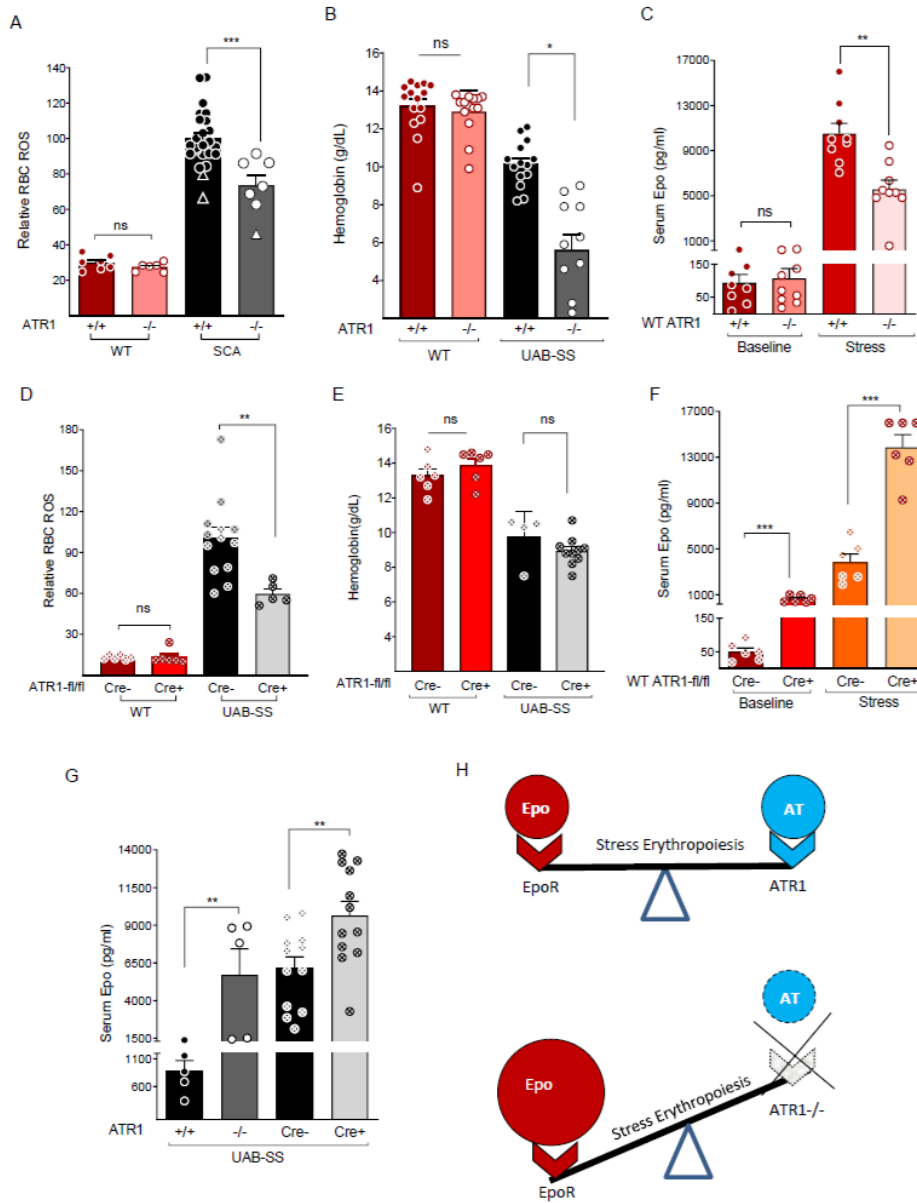 A
***
140
120
100
80
60
40
20
Relative RBC ROS
ns
ATR1
+/+ -/- +/+ -/-
WT SCA
B
ns
*
16
14
12
10
8
6
4
Hemoglobin (g/dL)
ATR1
+/+ -/- +/+ -/-
WT UAB-SS
C
**
17000
13000
9000
5000
1000
150
50
Serum Epo (pg/ml)
ns
WT ATR1
+/+ -/- +/+ -/-
Baseline Stress
D
**
180
150
120
90
60
30
Relative RBC ROS
ns
ATR1-fl/fl
Cre- Cre+ Cre- Cre+
WT UAB-SS
E
ns
ns
16
14
12
10
8
6
4
Hemoglobin(g/dL)
ATR1-fl/fl
Cre- Cre+ Cre- Cre+
WT UAB-SS
F
***
17000
13000
9000
5000
1000
150
50
Serum Epo (pg/ml)
***
WT ATR1-fl/fl
Cre- Cre+ Cre- Cre+
Baseline Stress
G
**
**
14000
11500
9000
6500
4000
1500
1100
600
Serum Epo (pg/ml)
ATR1
+/+ -/- Cre- Cre+
UAB-SS
H
Epo
AT
Stress Erythropoiesis
EpoR
ATR1
AT
Epo
Stress Erythropoiesis
ATR1-/-
EpoR